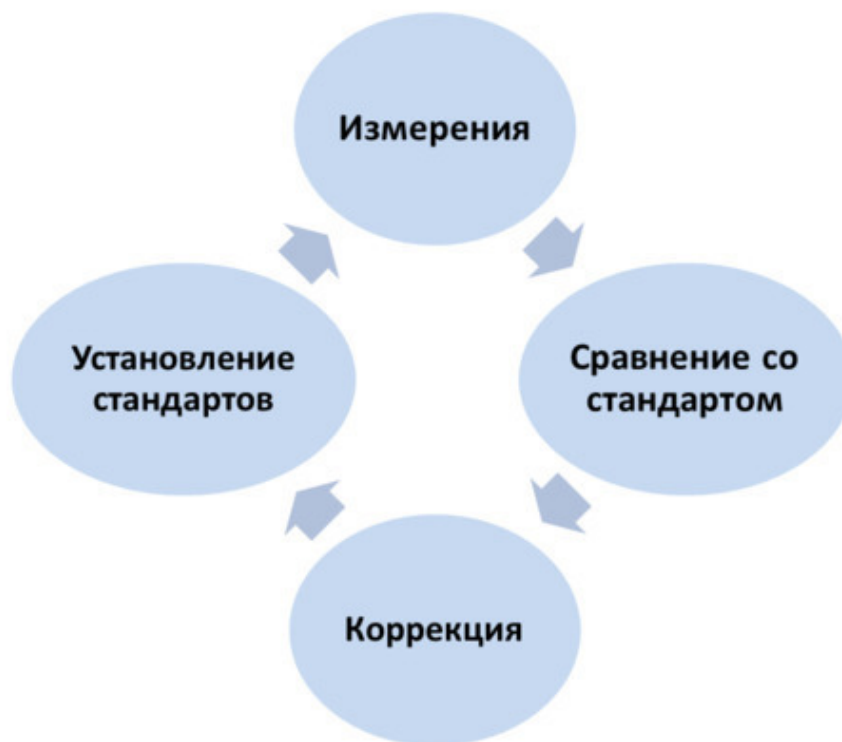 Измерения
Установление
стандартов
Сравнение со
стандартом
Коррекция